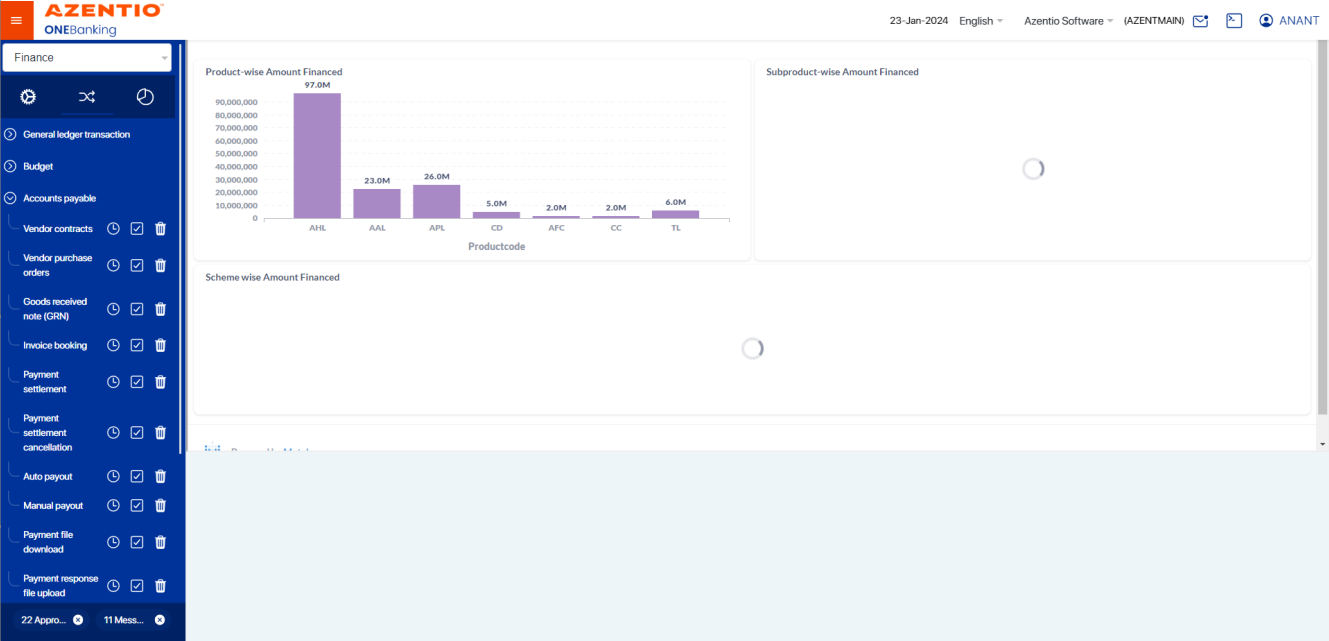 AZENTIO
ONEBanking
23-Jan-2024 English Azentio Software (AZENTMAIN) ANANT
Finance
General ledger transaction
Budget
Accounts payable
Vendor contracts
Vendor purchase
orders
Goods received
note (GRN)
Invoice booking
Payment
settlement
Payment
settlement
cancellation
Auto payout
Manual payout
Payment file
download
Payment response
file upload
22 Appro...
11 Mess...
Product-wise Amount Financed
97.0M
90,000,000
80,000,000
70,000,000
60,000,000
50,000,000
40,000,000
30,000,000
20,000,000
10,000,000
0
23.0M
26.0M
5.0M
2.0M
2.0M
6.0M
AHL AAL APL CD AFC CC TL
Productcode
Subproduct-wise Amount Financed
Scheme wise Amount Financed